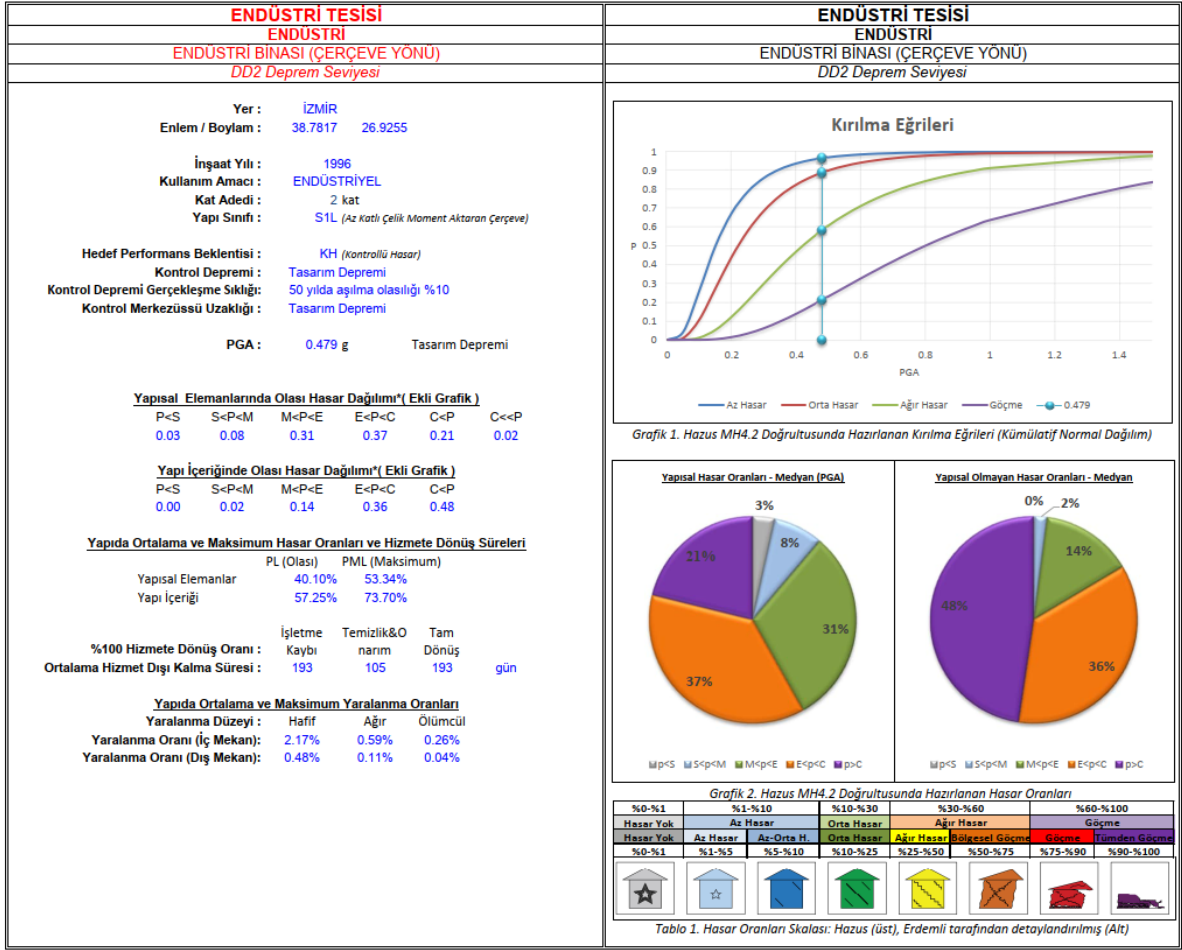 ENDÜSTRİ TESİSİ
ENDÜSTRİ
ENDÜSTRİ BİNASI (ÇERÇEVE YÖNÜ)
DD2 Deprem Seviyesi
Yer : İZMİR
Enlem / Boylam : 38.7817 26.9255
İnşaat Yılı : 1996
Kullanım Amacı : ENDÜSTRİYEL
Kat Adedi : 2 kat
Yapı Sınıfı : S1L (Az Katlı Çelik Moment Aktaran Çerçeve)
Hedef Performans Beklentisi : KH (Kontrollü Hasar)
Kontrol Depremi : Tasarım Depremi
Kontrol Depremi Gerçekleşme Sıklığı: 50 yılda aşılma olasılığı %10
Kontrol Merkezüssü Uzaklığı : Tasarım Depremi
PGA : 0.479 g Tasarım Depremi
Yapısal Elemanlarında Olası Hasar Dağılımı*( Ekli Grafik )
P<S S<P<M M<P<E E<P<C C<P C<<P
0.03 0.08 0.31 0.37 0.21 0.02
Yapı İçeriğinde Olası Hasar Dağılımı*( Ekli Grafik )
P<S S<P<M M<P<E E<P<C C<P
0.00 0.02 0.14 0.36 0.48
Yapıda Ortalama ve Maksimum Hasar Oranları ve Hizmete Dönüş Süreleri
PL (Olası) PML (Maksimum)
Yapısal Elemanlar 40.10% 53.34%
Yapı İçeriği 57.25% 73.70%
İşletme Temizlik&O Tam
%100 Hizmete Dönüş Oranı : Kaybı narım Dönüş
Ortalama Hizmet Dışı Kalma Süresi : 193 105 193 gün
Yapıda Ortalama ve Maksimum Yaralanma Oranları
Yaralanma Düzeyi : Hafif Ağır Ölümcül
Yaralanma Oranı (İç Mekan): 2.17% 0.59% 0.26%
Yaralanma Oranı (Dış Mekan): 0.48% 0.11% 0.04%
ENDÜSTRİ TESİSİ
ENDÜSTRİ
ENDÜSTRİ BİNASI (ÇERÇEVE YÖNÜ)
DD2 Deprem Seviyesi
Kırılma Eğrileri
1
0.9
0.8
0.7
0.6
P 0.5
0.4
0.3
0.2
0.1
0
0 0.2 0.4 0.6 0.8 1 1.2 1.4
PGA
Az Hasar Orta Hasar Ağır Hasar Göçme 0.479
Grafik 1. Hazus MH4.2 Doğrultusunda Hazırlanan Kırılma Eğrileri (Kümülatif Normal Dağılım)
Yapısal Hasar Oranları - Medyan (PGA)
3%
8%
21%
31%
37%
p<S S<p<M M<p<E E<p<C p>C
Yapısal Olmayan Hasar Oranları - Medyan
0% 2%
14%
48%
36%
p<S S<p<M M<p<E E<p<C p>C
Grafik 2. Hazus MH4.2 Doğrultusunda Hazırlanan Hasar Oranları
%0-%1 %1-%10 %10-%30 %30-%60 %60-%100
Hasar Yok Az Hasar Orta Hasar Ağır Hasar Göçme
Hasar Yok Az Hasar Az-Orta H. Orta Hasar Ağır Hasar Bölgesel Göçme Göçme Tümden Göçme
%0-%1 %1-%5 %5-%10 %10-%25 %25-%50 %50-%75 %75-%90 %90-%100
Tablo 1. Hasar Oranları Skalası: Hazus (üst), Erdemli tarafından detaylandırılmış (Alt)